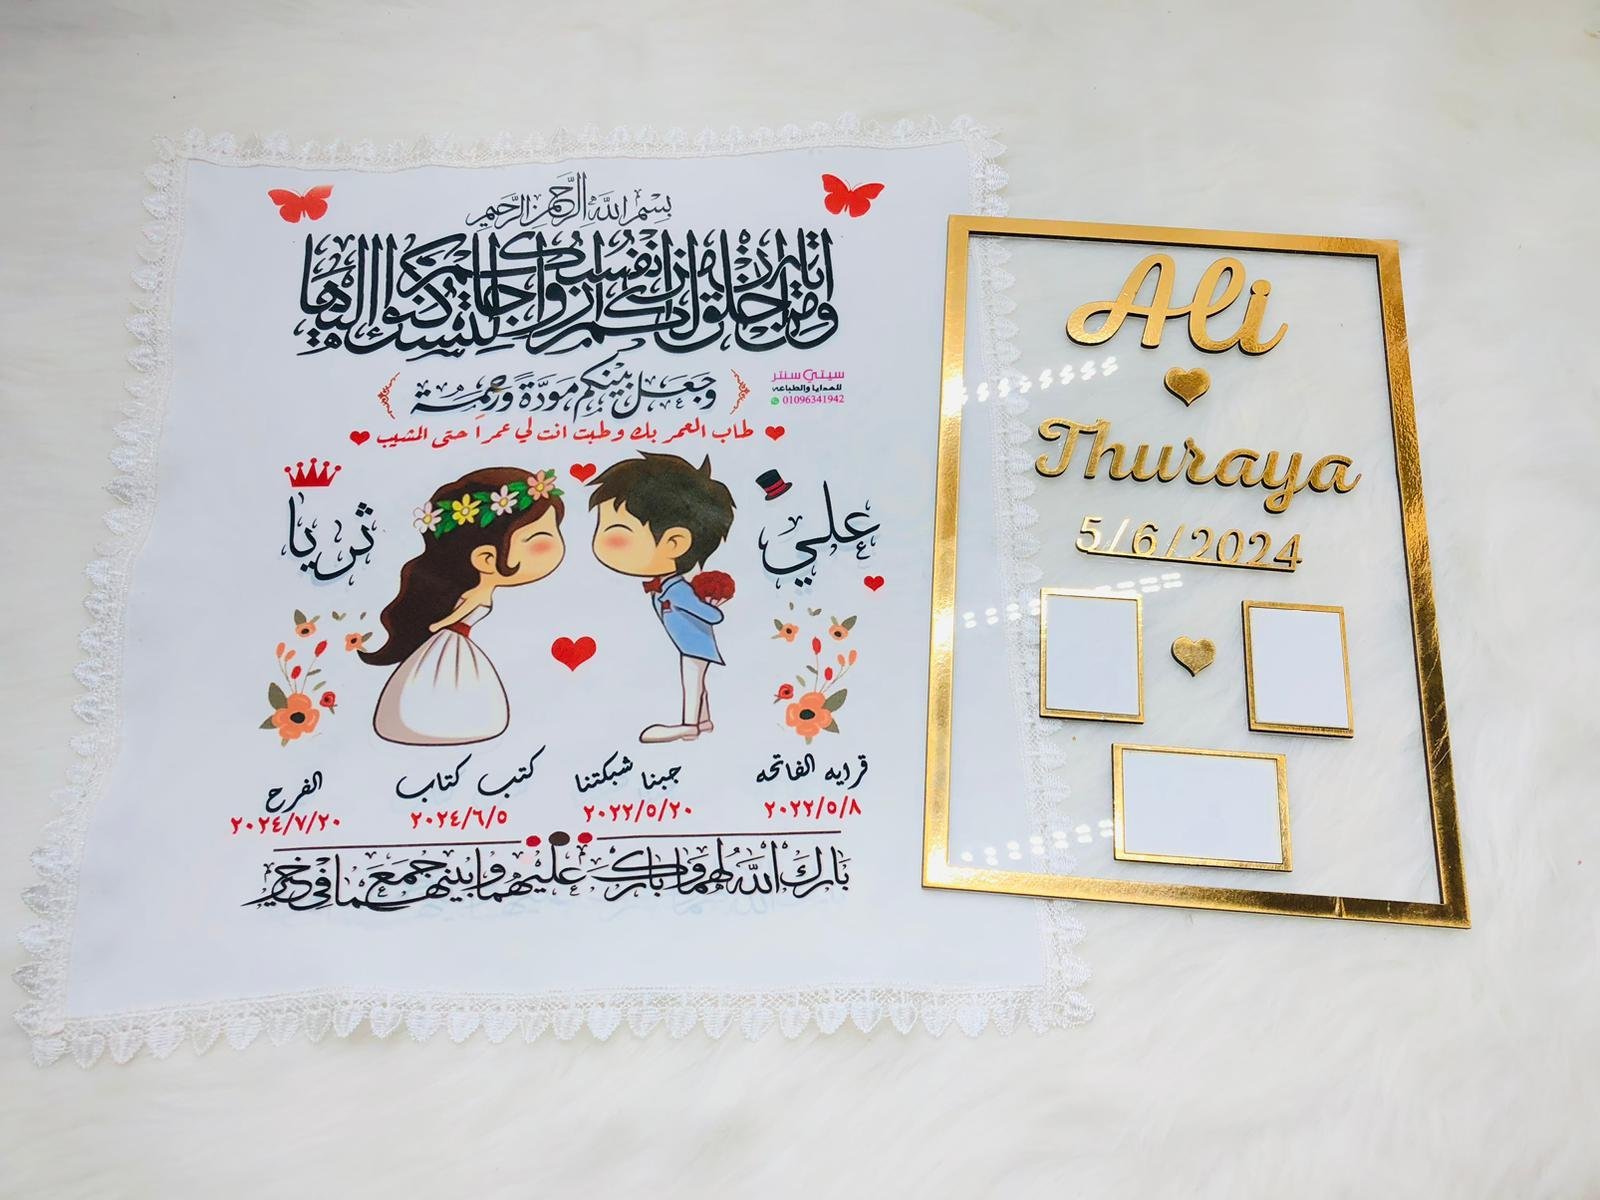 بسم الله الرحمن الرحيم
ومن آياته أن خلق لكم من أنفسكم أزواجا لتسكنوا إليها
وجعل بينكم مودة ورحمة
سيتي سنتر
للهدايا والطباعه
01096341942
طاب العمر بك وطبت انت لي عمراً حتى المشيب
علي
ثريا
قرايه الفاتحه
٢٠٢٢/٥/٨
جبنا شبكتنا
٢٠٢٢/٥/٢٠
كتب كتاب
٢٠٢٤/٦/٥
الفرح
٢٠٢٤/٧/٢٠
بارك الله لهما وبارك عليهما وجمع بينهما في خير
Ali
Thuraya
5/6/2024